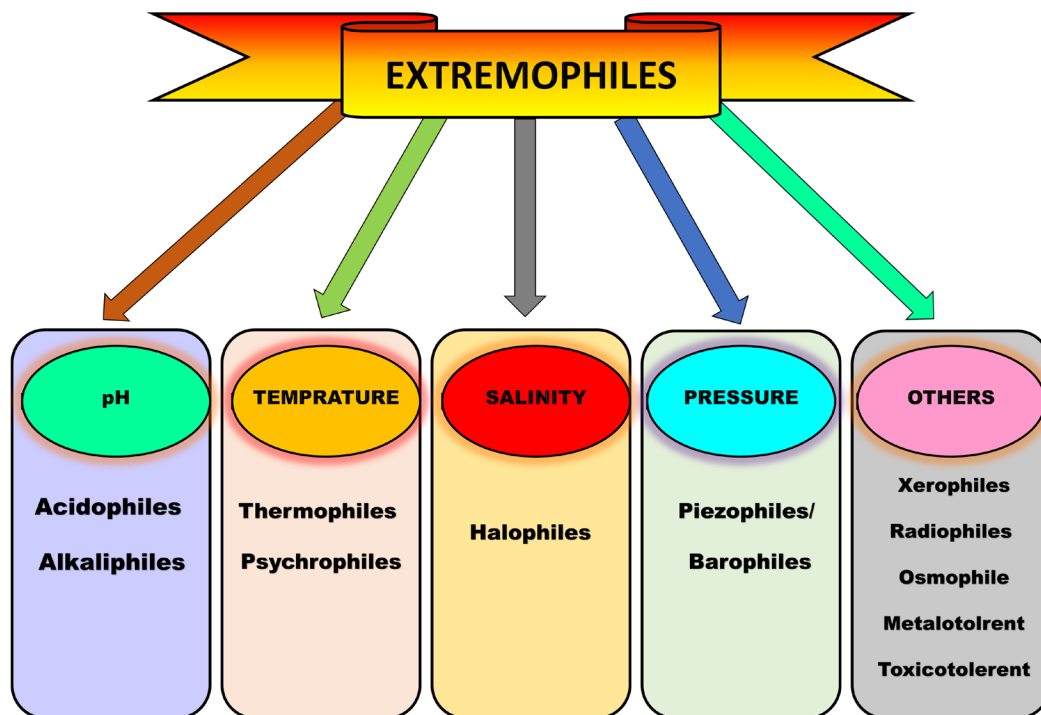 EXTREMOPHILES
pH
Acidophiles
Alkaliphiles
TEMPRATURE
Thermophiles
Psychrophiles
SALINITY
Halophiles
PRESSURE
Piezophiles/
Barophiles
OTHERS
Xerophiles
Radiophiles
Osmophile
Metalotolrent
Toxicotolerent